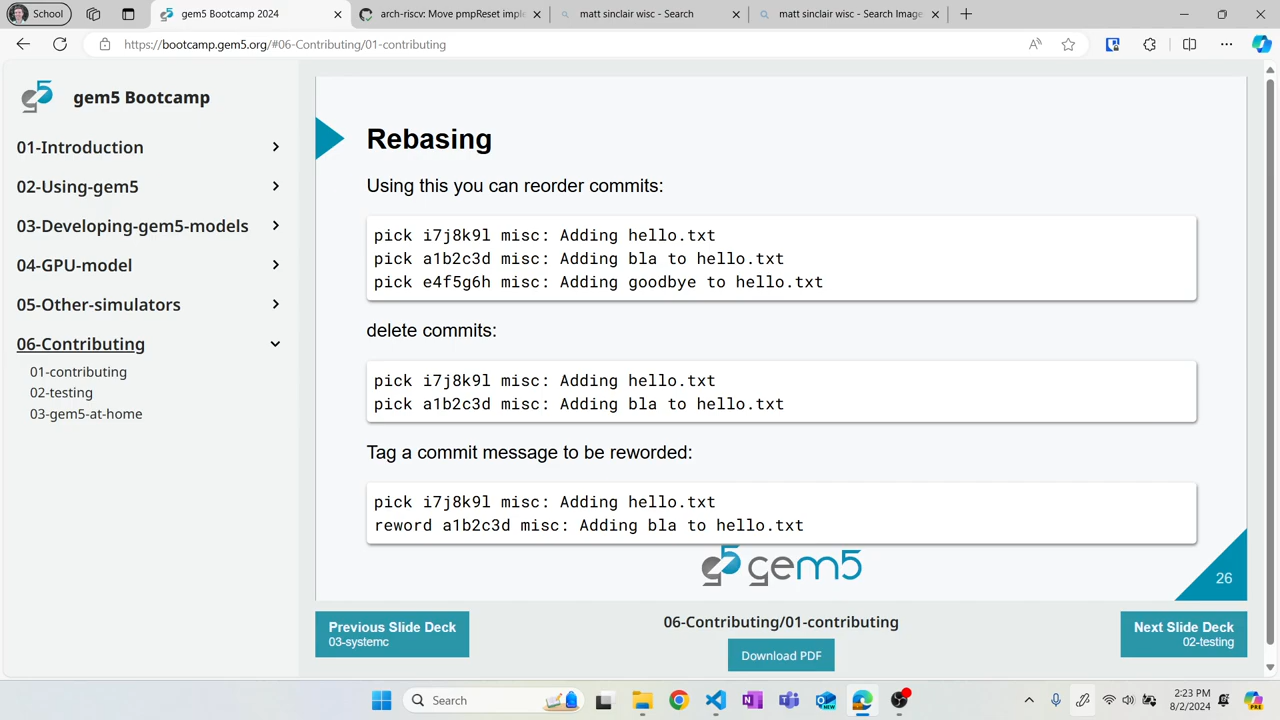 School
gem5 Bootcamp 2024
arch-riscv: Move pmpReset imple
matt sinclair wisc - Search
matt sinclair wisc - Search Image
https://bootcamp.gem5.org/#06-Contributing/01-contributing
gem5 Bootcamp
01-Introduction
02-Using-gem5
03-Developing-gem5-models
04-GPU-model
05-Other-simulators
06-Contributing
01-contributing
02-testing
03-gem5-at-home
Rebasing
Using this you can reorder commits:
pick i7j8k9l misc: Adding hello.txt
pick a1b2c3d misc: Adding bla to hello.txt
pick e4f5g6h misc: Adding goodbye to hello.txt
delete commits:
pick i7j8k9l misc: Adding hello.txt
pick a1b2c3d misc: Adding bla to hello.txt
Tag a commit message to be reworded:
pick i7j8k9l misc: Adding hello.txt
reword a1b2c3d misc: Adding bla to hello.txt
g5 gem5
26
Previous Slide Deck
03-systemc
06-Contributing/01-contributing
Download PDF
Next Slide Deck
02-testing
Search
2:23 PM
8/2/2024